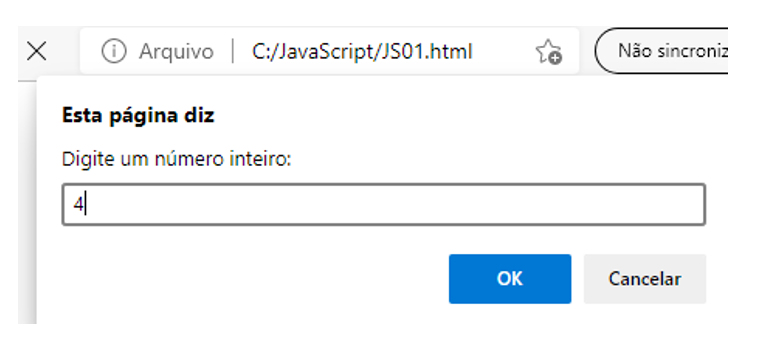 Arquivo | C:/JavaScript/JS01.html Não sincroniz
Esta página diz
Digite um número inteiro:
4
OK Cancelar